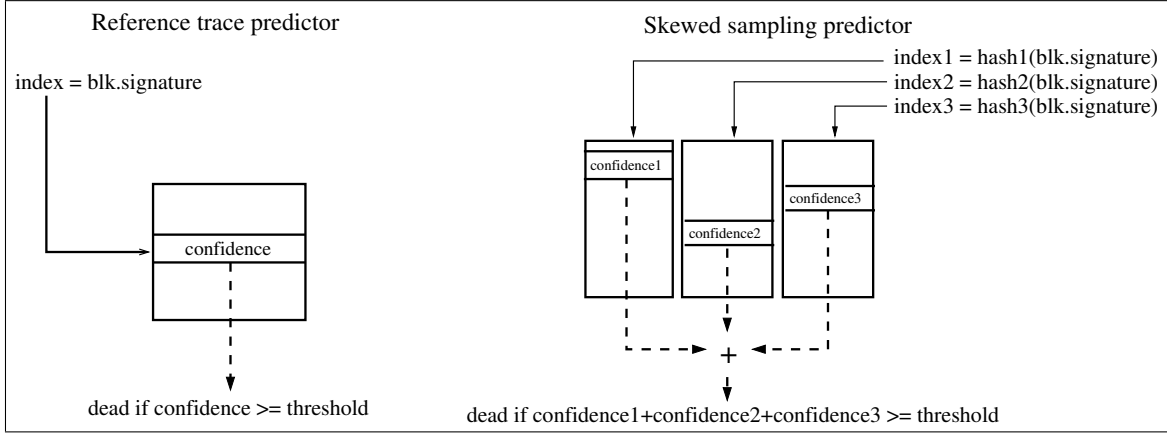 Reference trace predictor
index = blk.signature
confidence
dead if confidence >= threshold
Skewed sampling predictor
index1 = hash1(blk.signature)
index2 = hash2(blk.signature)
index3 = hash3(blk.signature)
confidence1
confidence2
confidence3
+
dead if confidence1+confidence2+confidence3 >= threshold